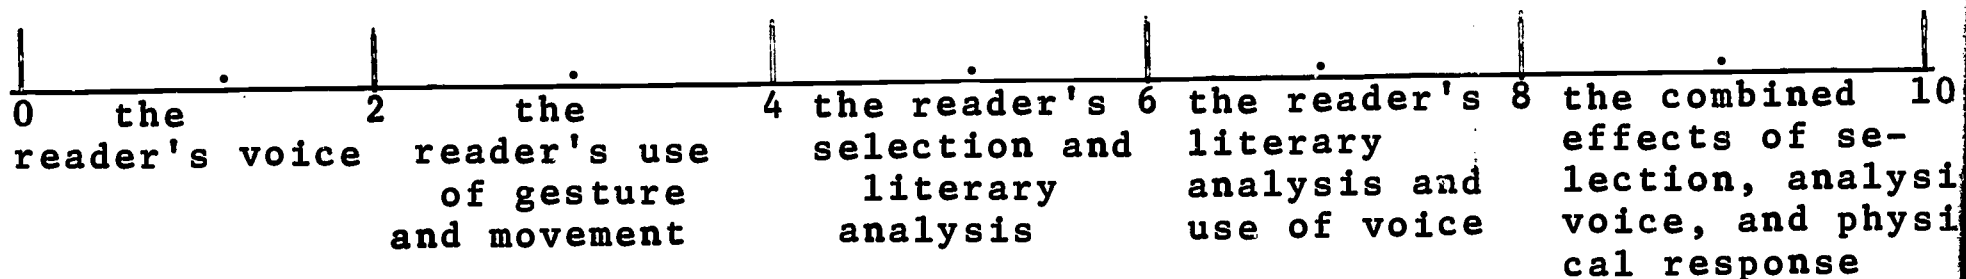 0
the
reader's voice
2
the
reader's use
of gesture
and movement
4
the reader's
selection and
literary
analysis
6
the reader's
literary
analysis and
use of voice
8
the combined
effects of se-
lection, analysi
voice, and physi
cal response
10